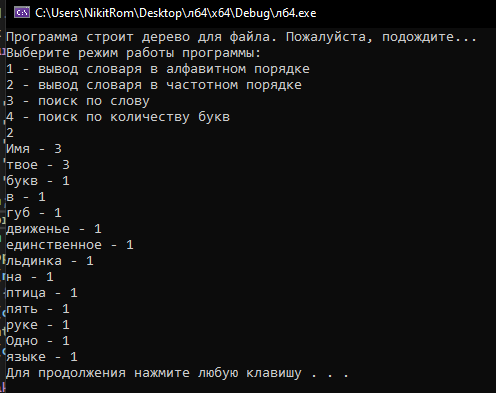 C:\Users\NikitRom\Desktop\л64\x64\Debug\л64.exe
Программа строит дерево для файла. Пожалуйста, подождите...
Выберите режим работы программы:
1 - вывод словаря в алфавитном порядке
2 - вывод словаря в частотном порядке
3 - поиск по слову
4 - поиск по количеству букв
2
Имя - 3
твое - 3
букв - 1
в - 1
губ - 1
движенье - 1
единственное - 1
льдинка - 1
на - 1
птица - 1
пять - 1
руке - 1
Одно - 1
языке - 1
Для продолжения нажмите любую клавишу . . .